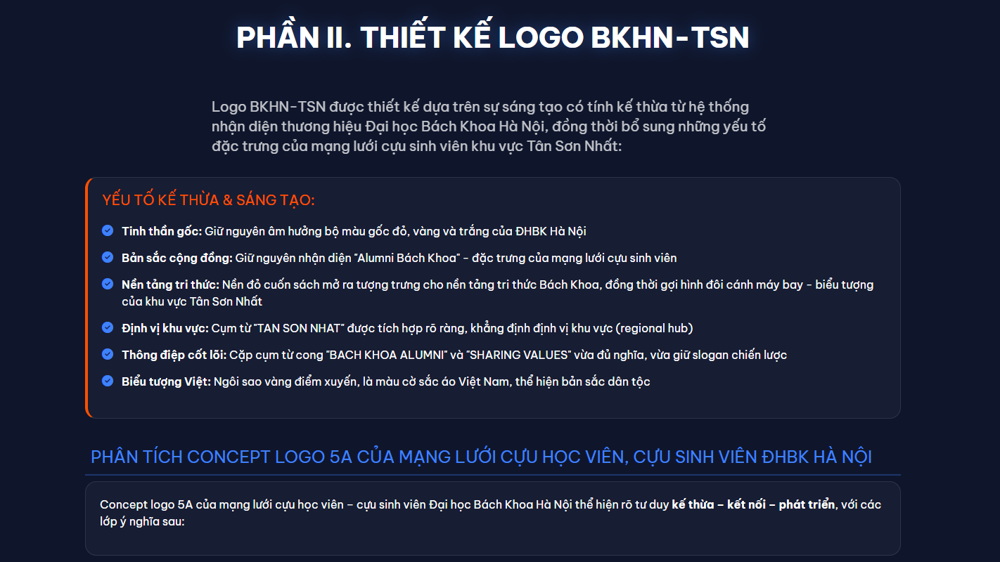 PHẦN II. THIẾT KẾ LOGO BKHN-TSN
Logo BKHN-TSN được thiết kế dựa trên sự sáng tạo có tính kế thừa từ hệ thống
nhận diện thương hiệu Đại học Bách Khoa Hà Nội, đồng thời bổ sung những yếu tố
đặc trưng của mạng lưới cựu sinh viên khu vực Tân Sơn Nhất:
YẾU TỐ KẾ THỪA & SÁNG TẠO:
Tinh thần gốc: Giữ nguyên âm hưởng bộ màu gốc đỏ, vàng và trắng của ĐHBK Hà Nội
Bản sắc cộng đồng: Giữ nguyên nhận diện "Alumni Bách Khoa" - đặc trưng của mạng lưới cựu sinh viên
Nền tảng tri thức: Nền đỏ cuốn sách mở ra tượng trưng cho nền tảng tri thức Bách Khoa, đồng thời gợi hình đôi cánh máy bay - biểu tượng
của khu vực Tân Sơn Nhất
Định vị khu vực: Cụm từ "TAN SON NHAT" được tích hợp rõ ràng, khẳng định định vị khu vực (regional hub)
Thông điệp cốt lõi: Cặp cụm từ cong "BACH KHOA ALUMNI" và "SHARING VALUES" vừa đủ nghĩa, vừa giữ slogan chiến lược
Biểu tượng Việt: Ngôi sao vàng điểm xuyến, là màu cờ sắc áo Việt Nam, thể hiện bản sắc dân tộc
PHÂN TÍCH CONCEPT LOGO 5A CỦA MẠNG LƯỚI CỰU HỌC VIÊN, CỰU SINH VIÊN ĐHBK HÀ NỘI
Concept logo 5A của mạng lưới cựu học viên – cựu sinh viên Đại học Bách Khoa Hà Nội thể hiện rõ tư duy kế thừa – kết nối – phát triển, với các
lớp ý nghĩa sau: